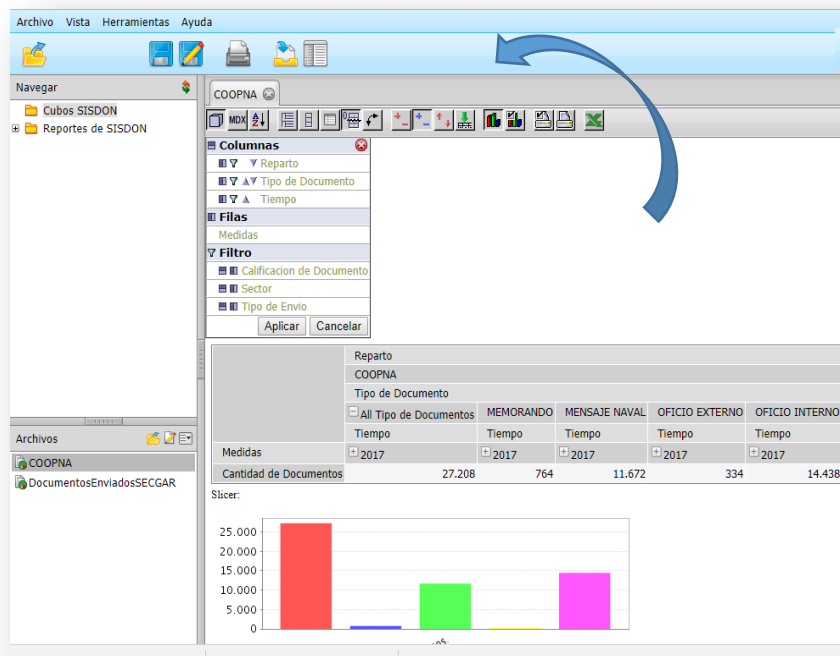 Archivo Vista Herramientas Ayuda
Navegar
Cubos SISDON
Reportes de SISDON
Archivos
COOPNA
DocumentosEnviadosSECGAR
COOPNA
MDX
Columnas
Reparto
Tipo de Documento
Tiempo
Filas
Medidas
Filtro
Calificacion de Documento
Sector
Tipo de Envio
Aplicar Cancelar
Reparto
COOPNA
Tipo de Documento
All Tipo de Documentos MEMORANDO MENSAJE NAVAL OFICIO EXTERNO OFICIO INTERNO
Tiempo Tiempo Tiempo Tiempo Tiempo
Medidas 2017 2017 2017 2017 2017
Cantidad de Documentos 27.208 764 11.672 334 14.438
Slicer:
25.000
20.000
15.000
10.000
5.000
0